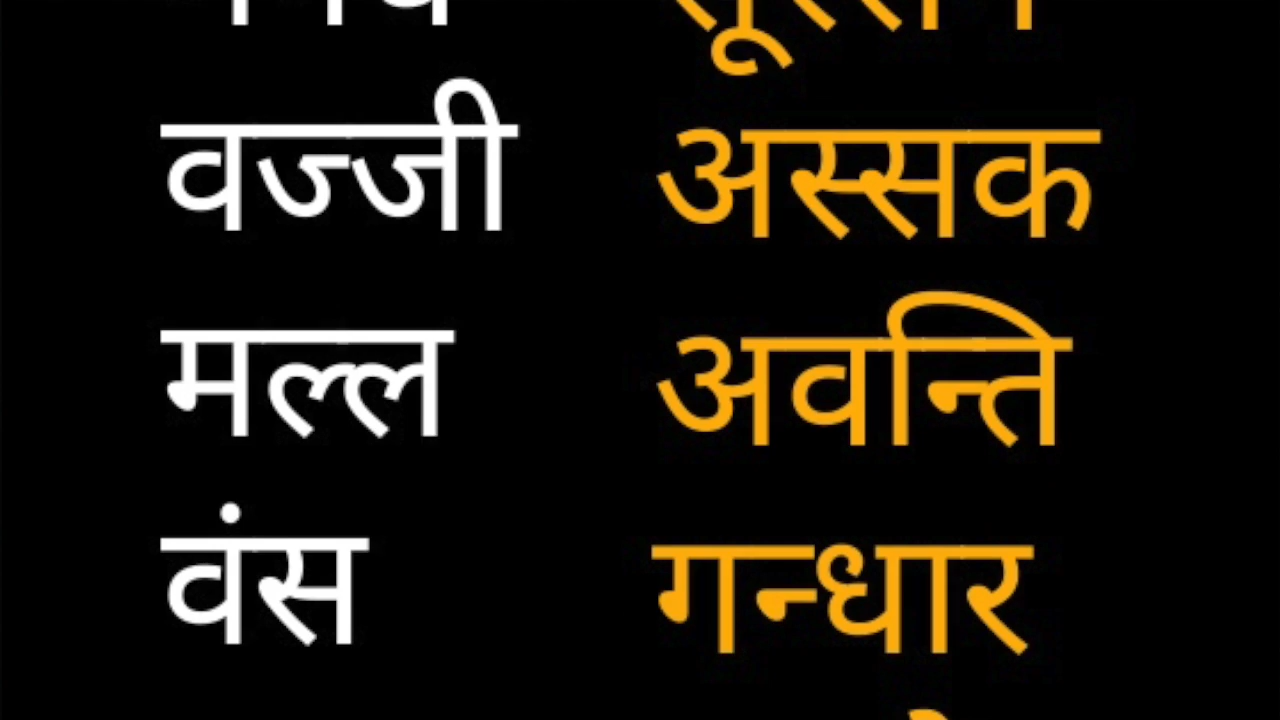 वज्जी अस्सक
मल्ल अवन्ति
वंस गन्धार